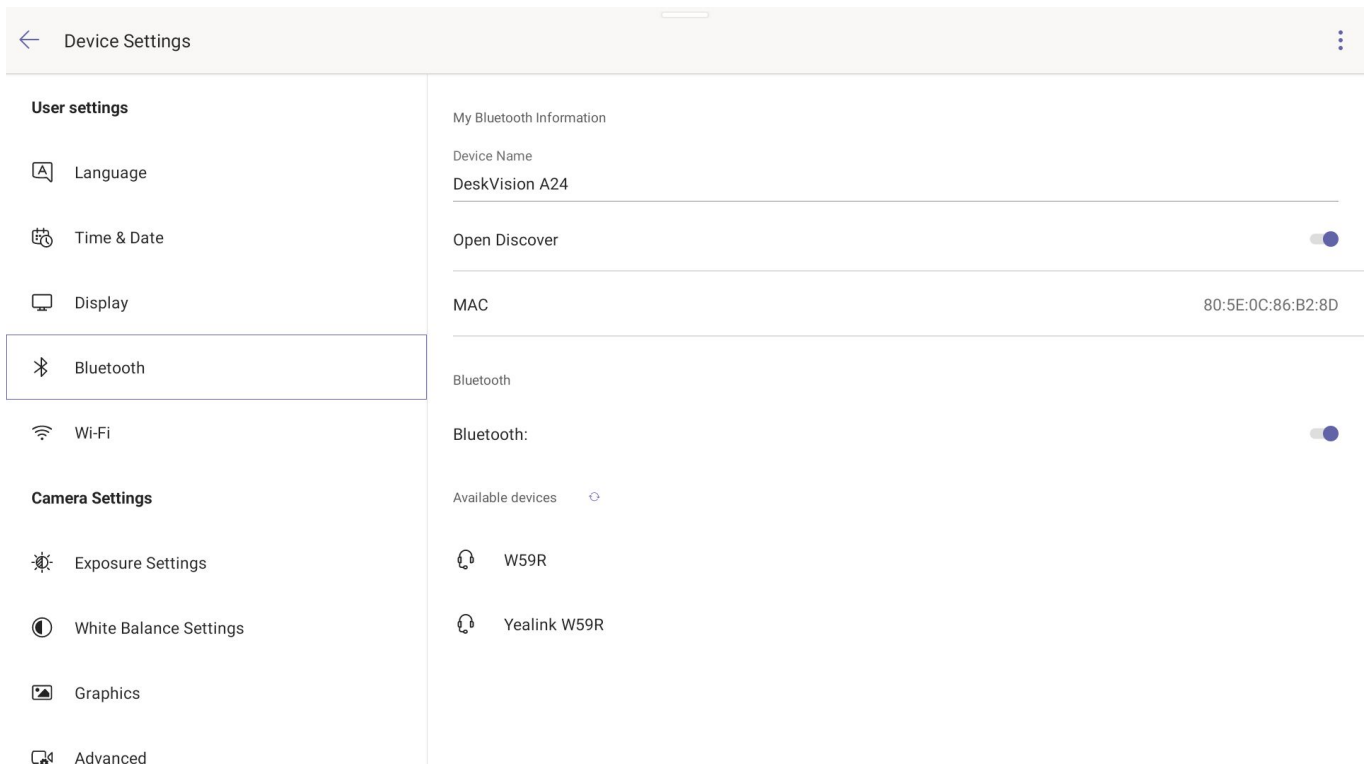 Device Settings
User settings
Language
Time & Date
Display
Bluetooth
Wi-Fi
Camera Settings
Exposure Settings
White Balance Settings
Graphics
Advanced
My Bluetooth Information
Device Name
DeskVision A24
Open Discover
MAC 80:5E:0C:86:B2:8D
Bluetooth
Bluetooth:
Available devices
W59R
Yealink W59R